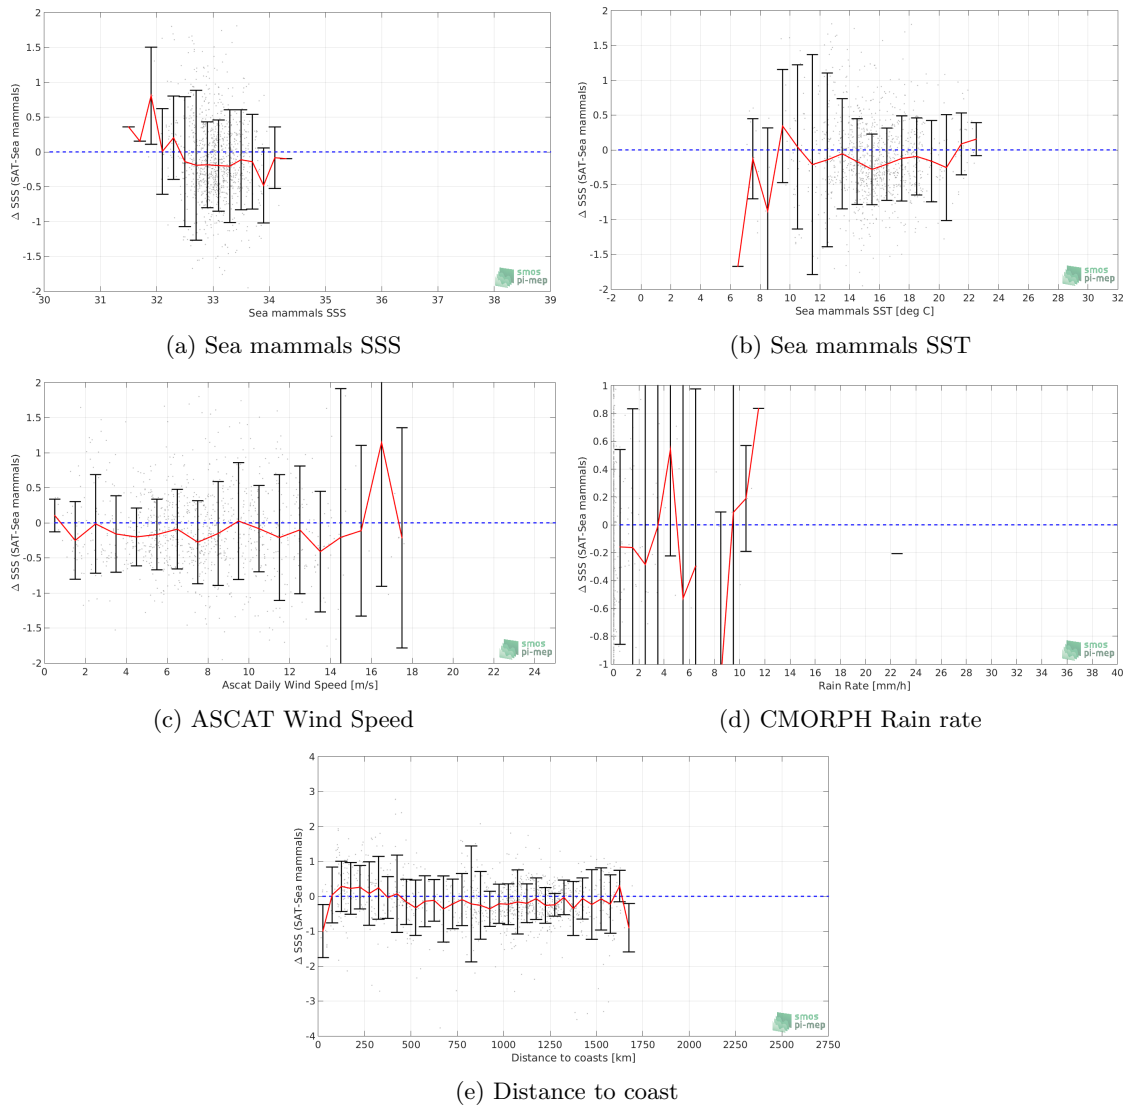 2
1.5
1
0.5
0
-0.5
-1
-1.5
-2
Δ SSS (SAT-Sea mammals)
30 31 32 33 34 35 36 37 38 39
Sea mammals SSS
smos
pi-mep
(a) Sea mammals SSS
2
1.5
1
0.5
0
-0.5
-1
-1.5
-2
Δ SSS (SAT-Sea mammals)
-2 0 2 4 6 8 10 12 14 16 18 20 22 24 26 28 30 32
Sea mammals SST [deg C]
smos
pi-mep
(b) Sea mammals SST
2
1.5
1
0.5
0
-0.5
-1
-1.5
-2
Δ SSS (SAT-Sea mammals)
0 2 4 6 8 10 12 14 16 18 20 22 24
Ascat Daily Wind Speed [m/s]
smos
pi-mep
(c) ASCAT Wind Speed
1
0.8
0.6
0.4
0.2
0
-0.2
-0.4
-0.6
-0.8
-1
Δ SSS (SAT-Sea mammals)
0 2 4 6 8 10 12 14 16 18 20 22 24 26 28 30 32 34 36 38 40
Rain Rate [mm/h]
smos
pi-mep
(d) CMORPH Rain rate
4
3
2
1
0
-1
-2
-3
-4
Δ SSS (SAT-Sea mammals)
0 250 500 750 1000 1250 1500 1750 2000 2250 2500 2750
Distance to coasts [km]
smos
pi-mep
(e) Distance to coast